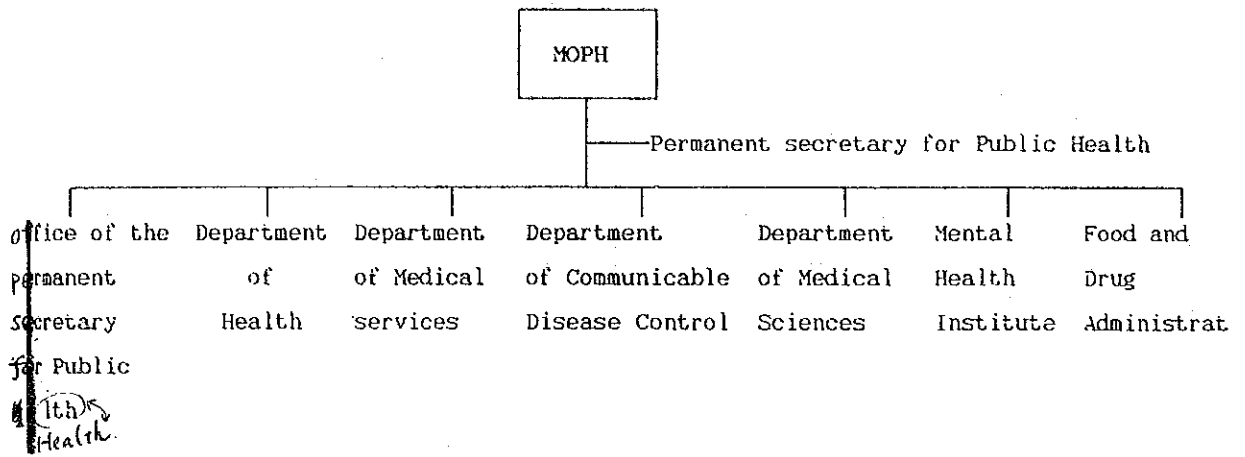 MOPH
Permanent secretary for Public Health
Office of the
permanent
secretary
for Public
lth
Health.
Department
of
Health
Department
of Medical
services
Department
of Communicable
Disease Control
Department
of Medical
Sciences
Mental
Health
Institute
Food and
Drug
Administrat